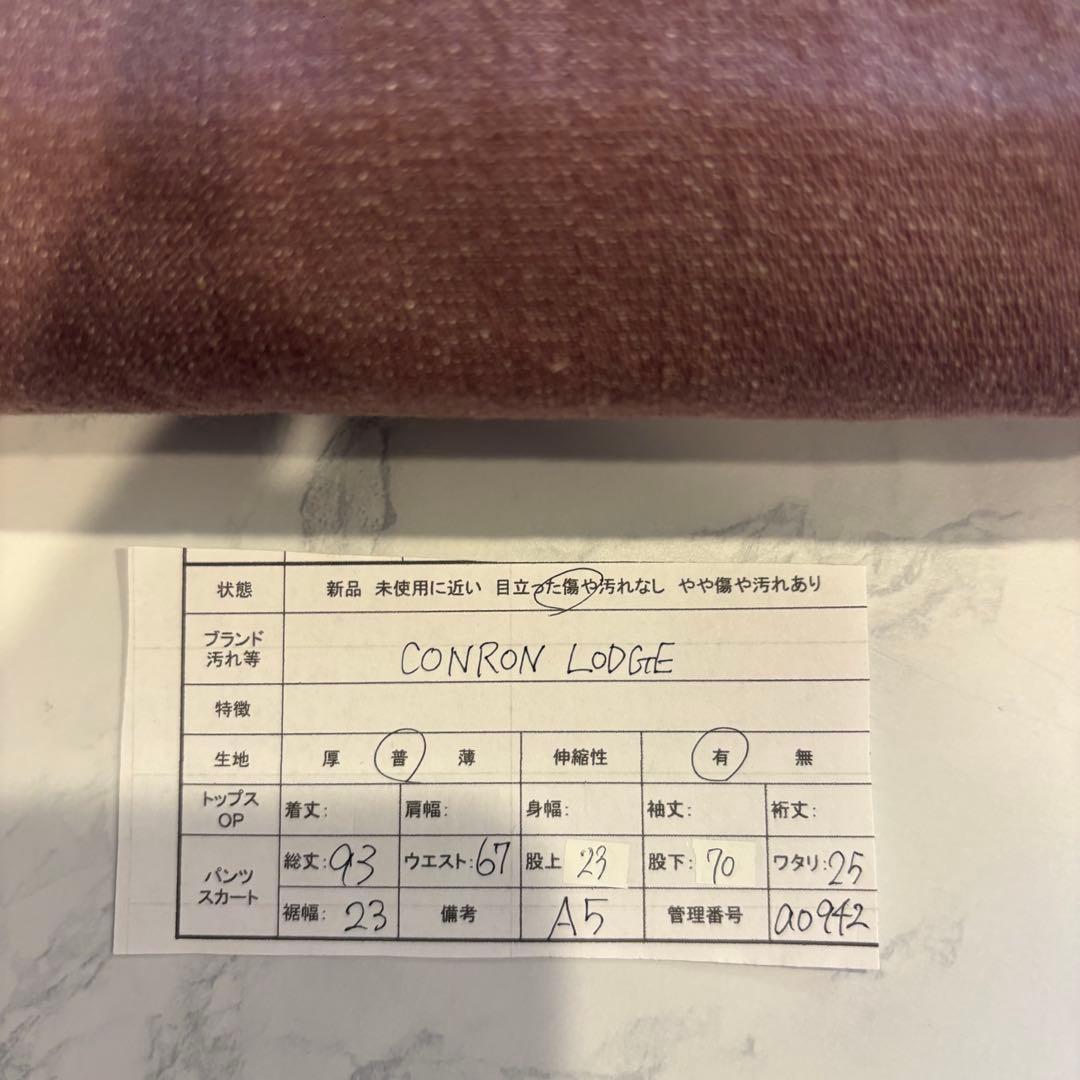 状態 新品 未使用に近い 目立った傷や汚れなし やや傷や汚れあり
ブランド
汚れ等
CONRON LODGE
特徴
生地 厚 普 薄 伸縮性 有 無
トップス
OP
着丈: 肩幅: 身幅: 袖丈: 裄丈:
パンツ
スカート
総丈:93 ウエスト:67 股上 23 股下: 70 ワタリ:25
裾幅: 23 備考 A5 管理番号 a0942